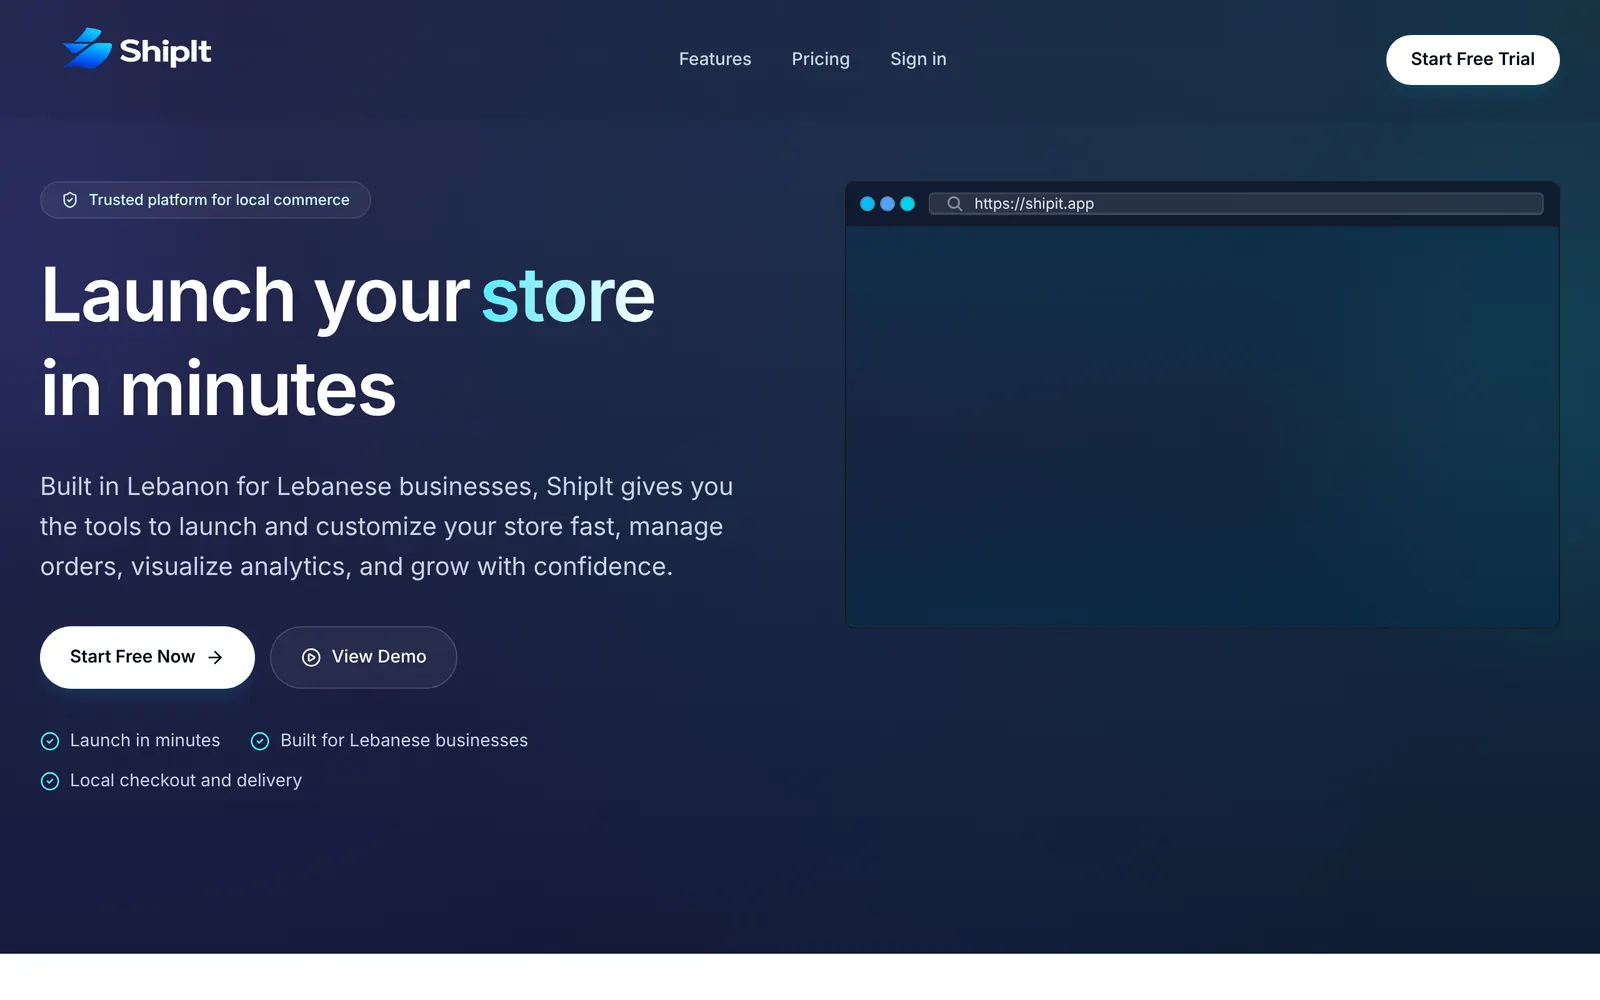 ShipIt
Features
Pricing
Sign in
Start Free Trial
Trusted platform for local commerce
Launch your store
in minutes
Built in Lebanon for Lebanese businesses, ShipIt gives you
the tools to launch and customize your store fast, manage
orders, visualize analytics, and grow with confidence.
Start Free Now
View Demo
Launch in minutes
Built for Lebanese businesses
Local checkout and delivery
https://shipit.app